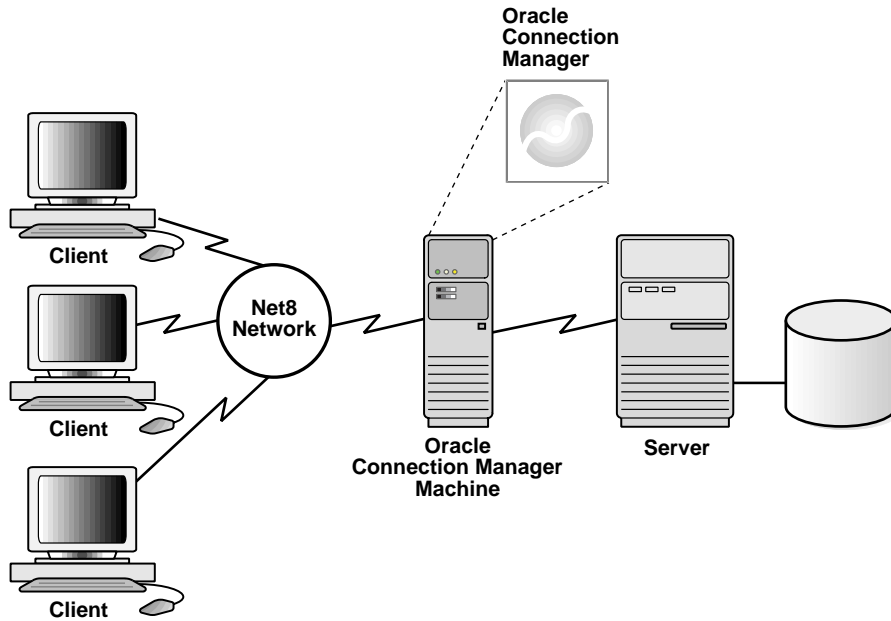 Oracle
Connection
Manager
Client
Net8
Network
Client
Oracle
Connection Manager
Machine
Server
Client